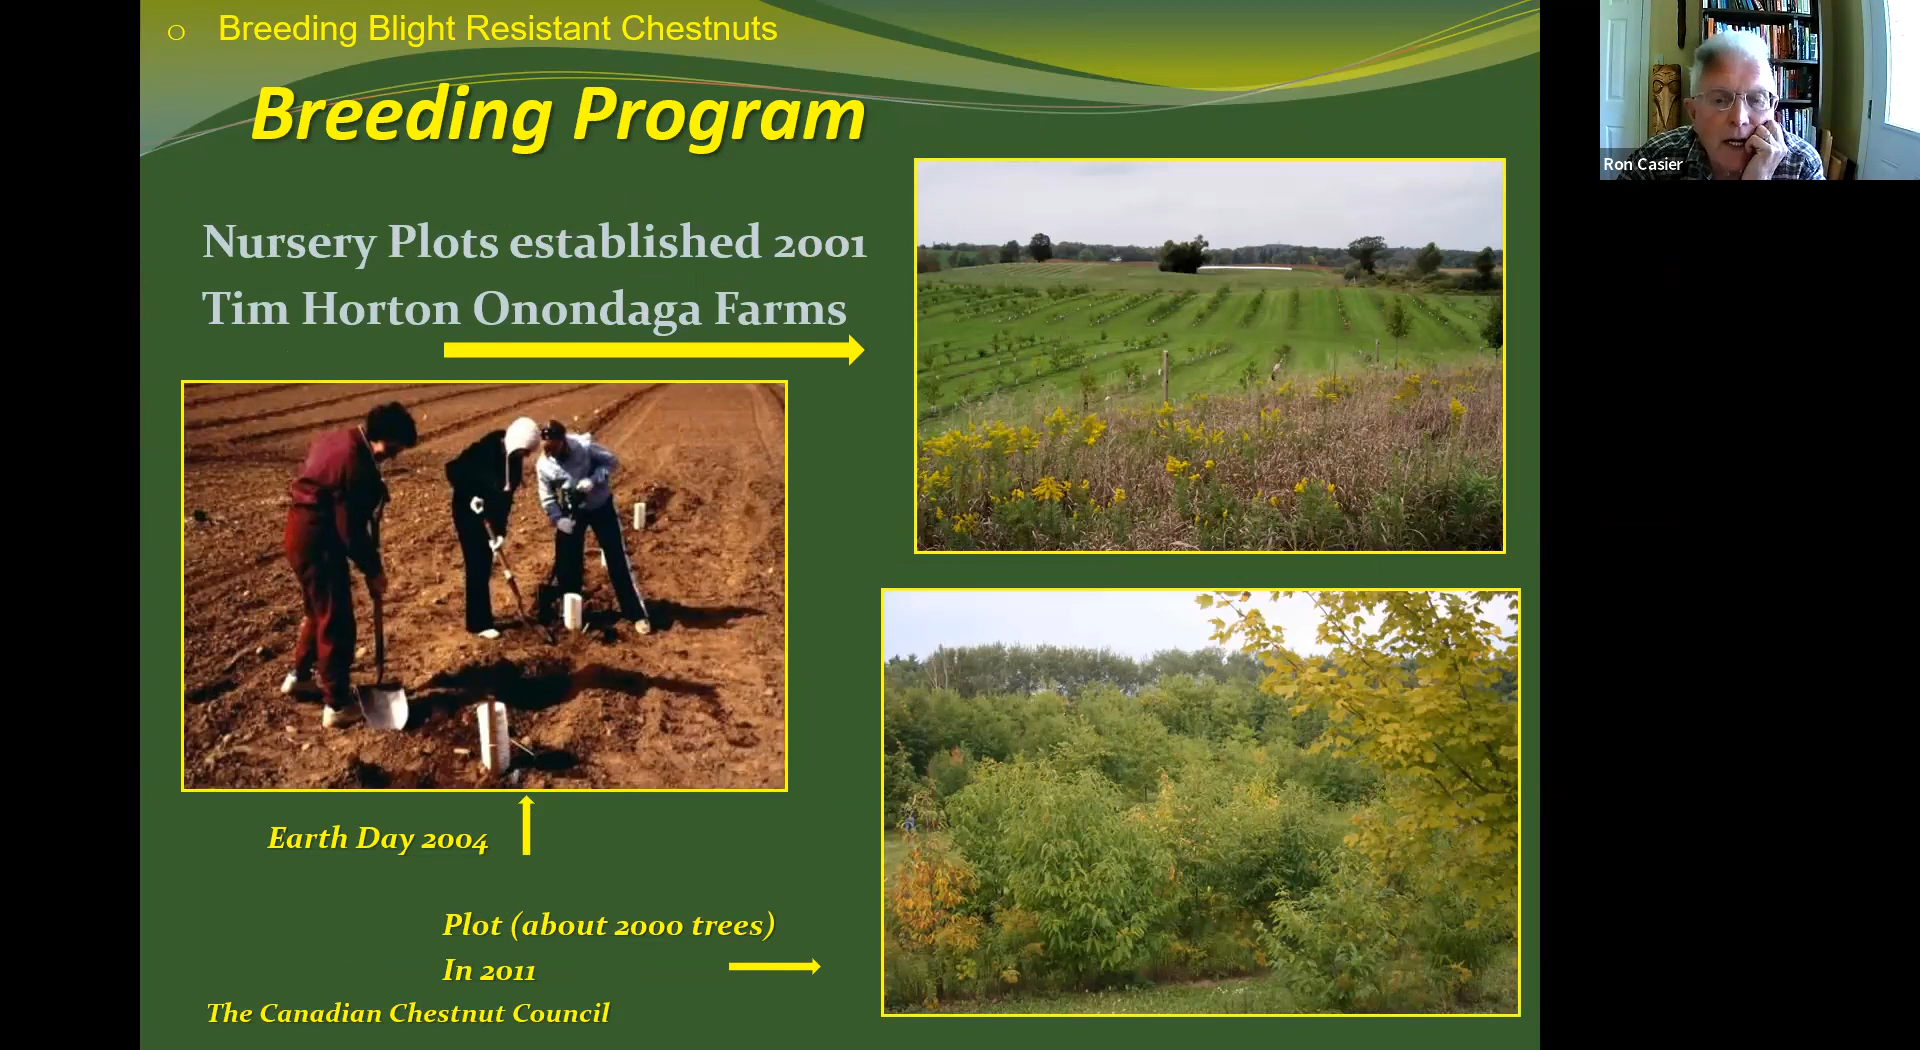 o Breeding Blight Resistant Chestnuts
Breeding Program
Nursery Plots established 2001
Tim Horton Onondaga Farms
Earth Day 2004
Plot (about 2000 trees)
In 2011
The Canadian Chestnut Council
Ron Casier